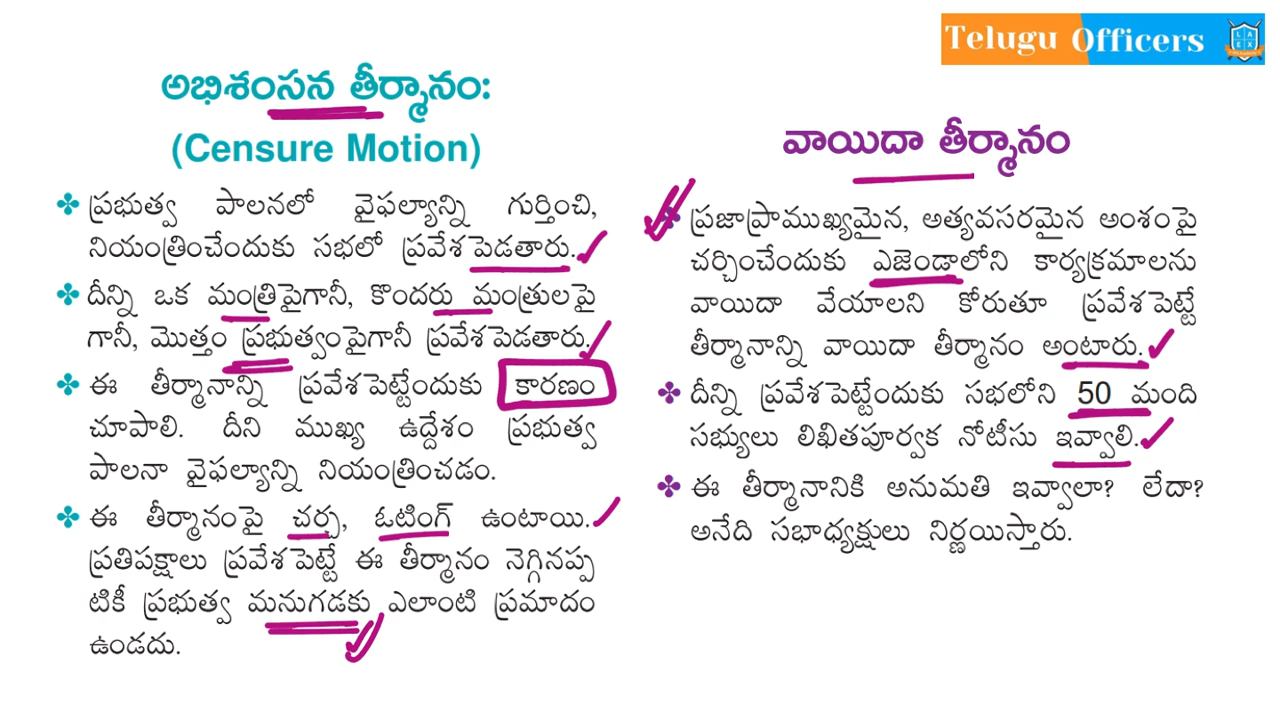 Telugu Officers
అభిశంసన తీర్మానం:
(Censure Motion)
ప్రభుత్వ పాలనలో వైఫల్యాన్ని గుర్తించి,
నియంత్రించేందుకు సభలో ప్రవేశ పెడతారు.
దీన్ని ఒక మంత్రిపైగానీ, కొందరు మంత్రులపై
గానీ, మొత్తం ప్రభుత్వంపైగానీ ప్రవేశపెడతారు.
ఈ తీర్మానాన్ని ప్రవేశపెట్టేందుకు కారణం
చూపాలి. దీని ముఖ్య ఉద్దేశం ప్రభుత్వ
పాలనా వైఫల్యాన్ని నియంత్రించడం.
ఈ తీర్మానంపై చర్చ, ఓటింగ్ ఉంటాయి.
ప్రతిపక్షాలు ప్రవేశపెట్టే ఈ తీర్మానం నెగ్గినప్ప
టికీ ప్రభుత్వ మనుగడకు ఎలాంటి ప్రమాదం
ఉండదు.
వాయిదా తీర్మానం
ప్రజాప్రాముఖ్యమైన, అత్యవసరమైన అంశంపై
చర్చించేందుకు ఎజెండాలోని కార్యక్రమాలను
వాయిదా వేయాలని కోరుతూ ప్రవేశపెట్టే
తీర్మానాన్ని వాయిదా తీర్మానం అంటారు.
దీన్ని ప్రవేశపెట్టేందుకు సభలోని 50 మంది
సభ్యులు లిఖితపూర్వక నోటీసు ఇవ్వాలి.
ఈ తీర్మానానికి అనుమతి ఇవ్వాలా? లేదా?
అనేది సభాధ్యక్షులు నిర్ణయిస్తారు.